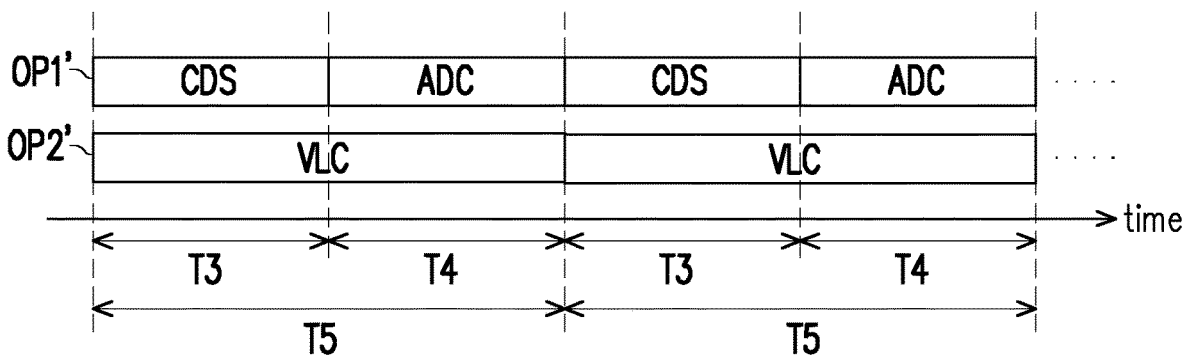 OP1' CDS ADC CDS ADC ....
OP2' VLC VLC ....
time
T3 T4 T3 T4
T5 T5